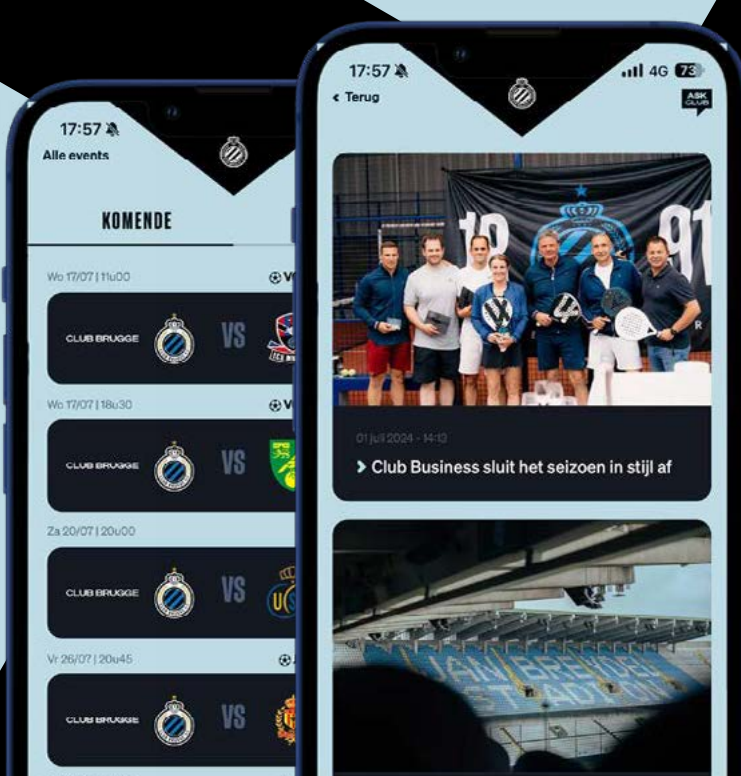 17:57
Alle events
KOMENDE
Wo 17/07 | 11u00
CLUB BRUGGE
VS
Wo 17/07 | 18u30
CLUB BRUGGE
VS
Za 20/07 | 20u00
CLUB BRUGGE
VS
Vr 26/07 | 20u45
CLUB BRUGGE
VS
17:57
4G 73
Terug
ASK
CLUB
18 91
01 juli 2024 - 14:13
Club Business sluit het seizoen in stijl af
JAN BREYDEL
STADION